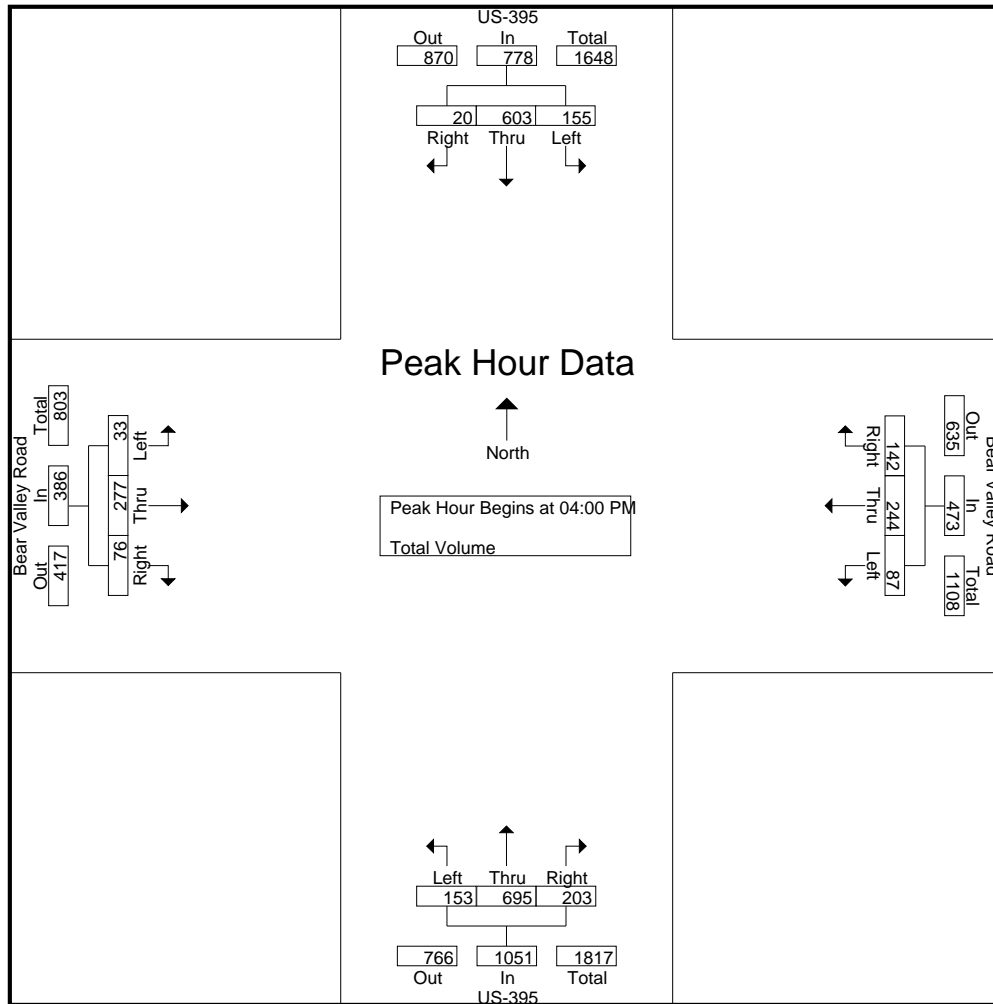 US-395
Out In Total
870 778 1648
20 603 155
Right Thru Left
Peak Hour Data
North
Peak Hour Begins at 04:00 PM
Total Volume
Bear Valley Road
Out In Total
417 386 803
33 277 76
Left Thru Right
Right Thru Left
142 244 87
635 473 1108
Out In Total
Bear Valley Road
Left Thru Right
153 695 203
766 1051 1817
Out In Total
US-395